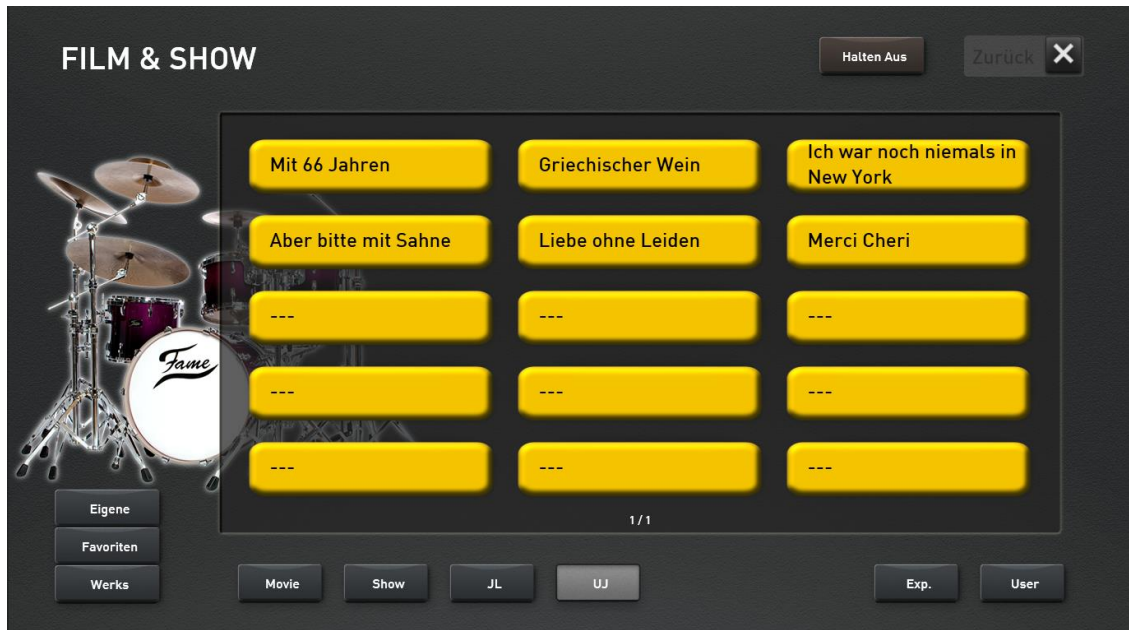 FILM & SHOW
Halten Aus
Zurück
Mit 66 Jahren
Griechischer Wein
Ich war noch niemals in
New York
Aber bitte mit Sahne
Liebe ohne Leiden
Merci Cheri
---
---
---
---
---
---
---
---
---
Fame
1 / 1
Eigene
Favoriten
Werks
Movie
Show
JL
UJ
Exp.
User